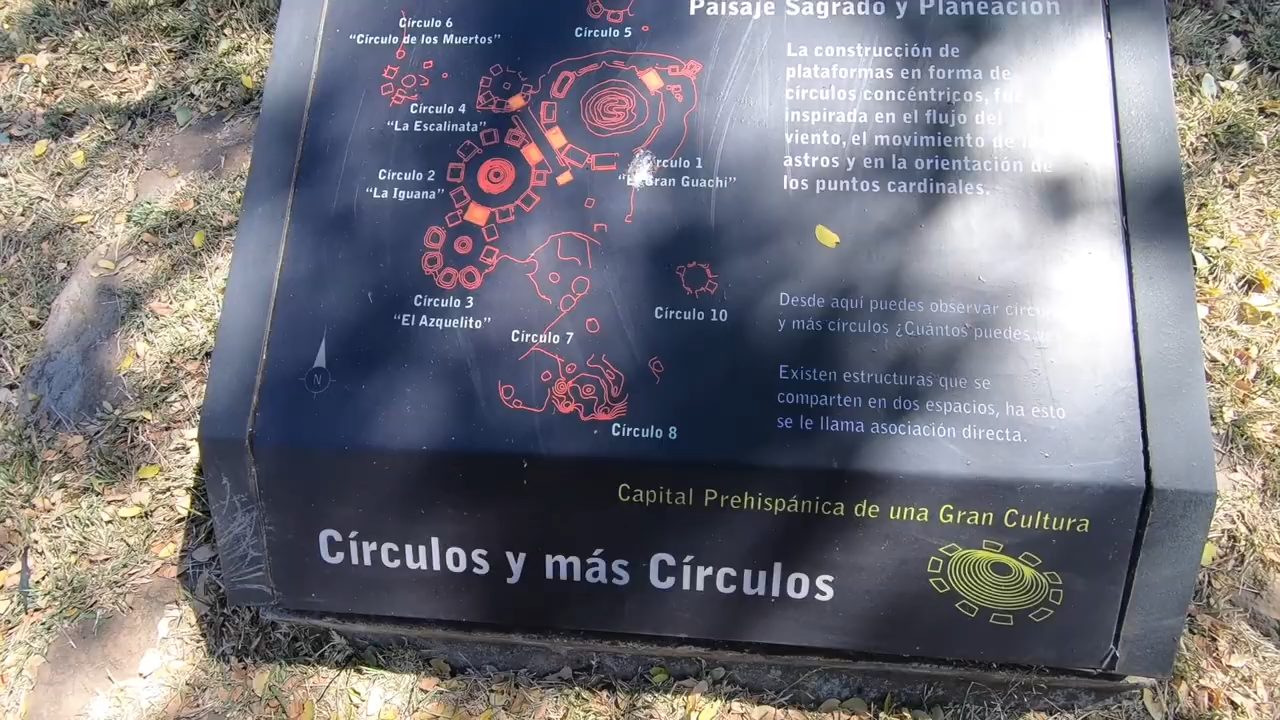 Paisaje Sagrado y Planeación
Círculo 6
"Círculo de los Muertos"
Círculo 5
La construcción de
plataformas en forma de
círculos concéntricos, fue
inspirada en el flujo del
viento, el movimiento de
astros y en la orientación de
los puntos cardinales.
Círculo 4
"La Escalinata"
Círculo 1
"El Gran Guachi"
Círculo 2
"La Iguana"
Círculo 3
"El Azquelito"
Círculo 10
Círculo 7
Círculo 8
N
Desde aquí puedes observar
y más círculos ¿Cuántos puedes
Existen estructuras que se
comparten en dos espacios, ha esto
se le llama asociación directa.
Capital Prehispánica de una Gran Cultura
Círculos y más Círculos